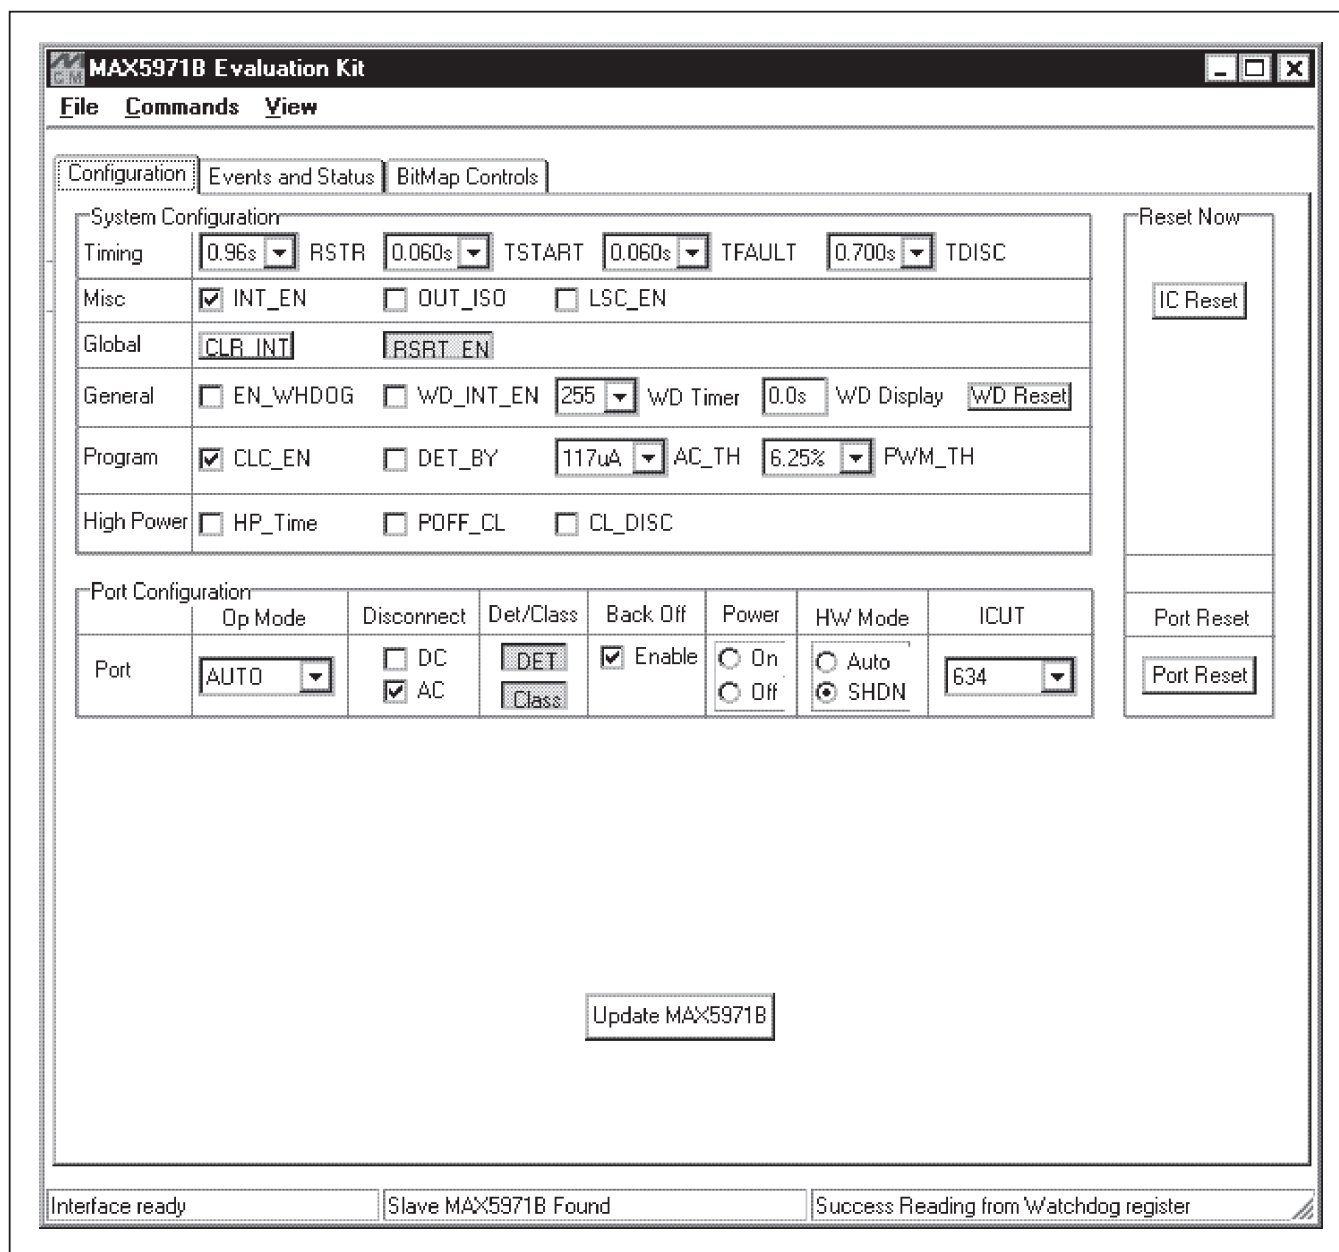 MAX5971B Evaluation Kit
File Commands View
Configuration Events and Status BitMap Controls
System Configuration
Timing 0.96s RSTR 0.060s TSTART 0.060s TFAULT 0.700s TDISC
Misc INT_EN OUT_ISO LSC_EN
Global CLR_INT RSRT_EN
General EN_WHDOG WD_INT_EN 255 WD Timer 0.0s WD Display WD Reset
Program CLC_EN DET_BY 117uA AC_TH 6.25% PWM_TH
High Power HP_Time POFF_CL CL_DISC
Reset Now
IC Reset
Port Reset
Port Reset
Port Configuration
Op Mode Disconnect Det/Class Back Off Power HW Mode ICUT
Port AUTO DC DET Enable On Auto 634
AC Class Off SHDN
Update MAX5971B
Interface ready Slave MAX5971B Found Success Reading from Watchdog register